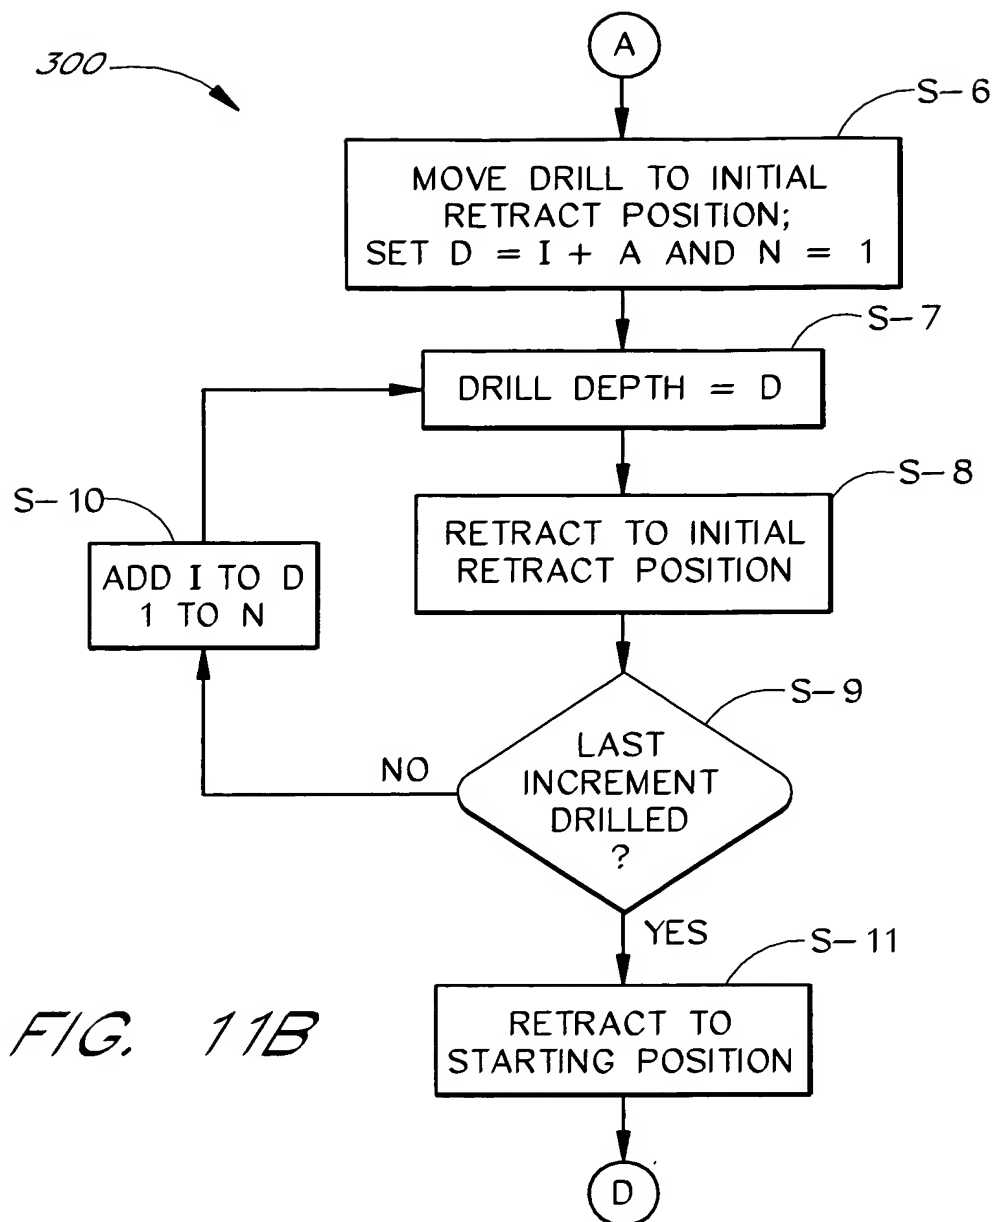 A
300
S-6
MOVE DRILL TO INITIAL
RETRACT POSITION;
SET D = I + A AND N = 1
S-7
DRILL DEPTH = D
S-8
RETRACT TO INITIAL
RETRACT POSITION
S-10
ADD I TO D
1 TO N
S-9
LAST
INCREMENT
DRILLED
?
NO
YES
S-11
RETRACT TO
STARTING POSITION
FIG. 11B
D